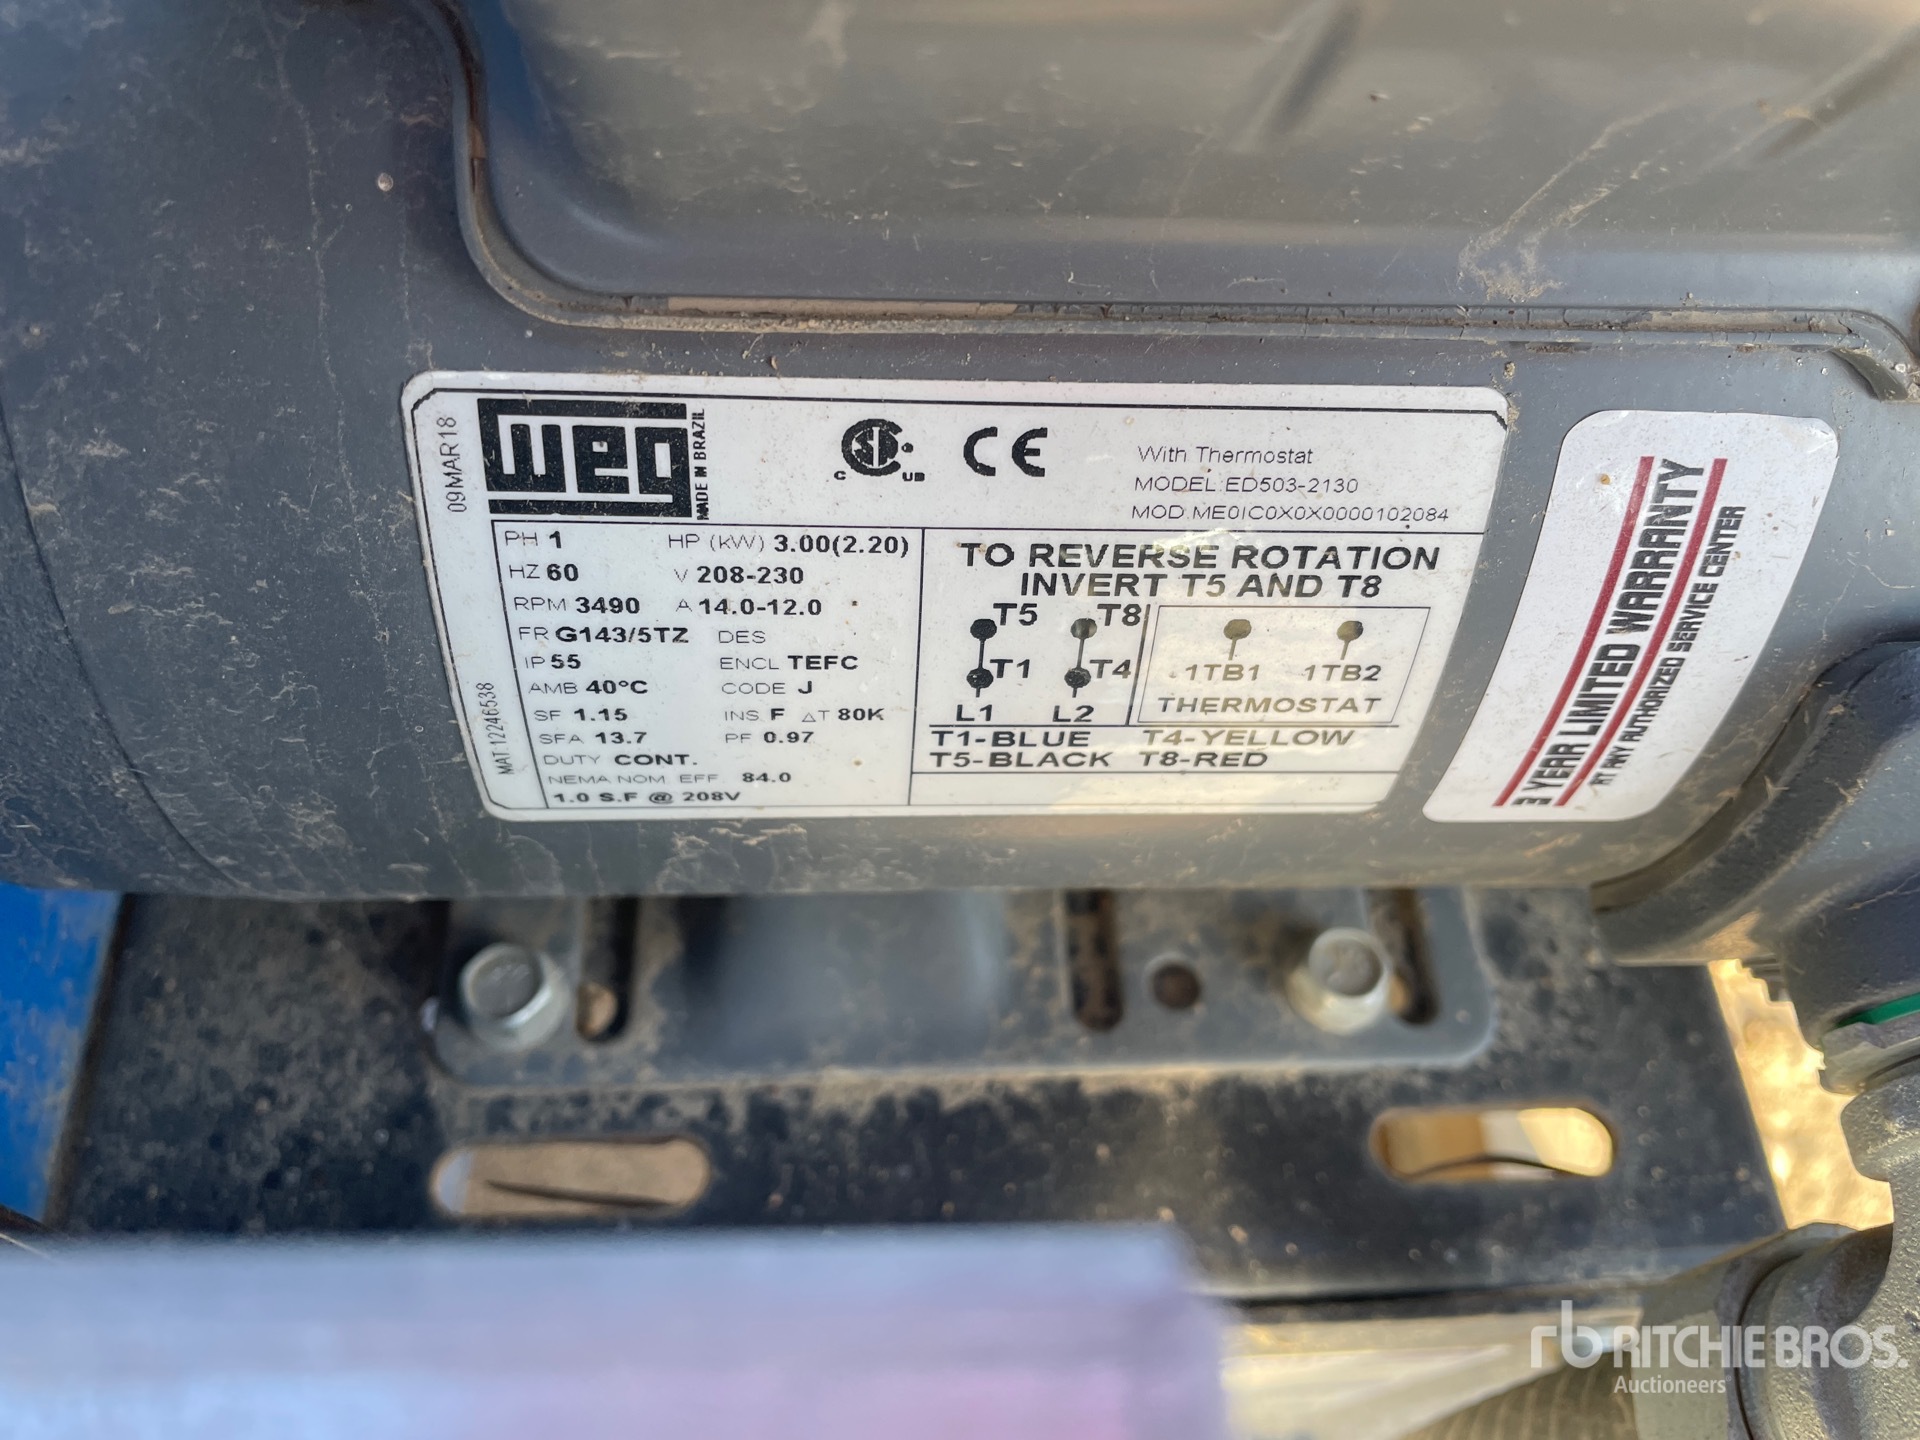 09MAR18
weg
MADE IN BRAZIL
C US
CE
With Thermostat
MODEL:ED503-2130
MOD.ME0IC0X0X0000102084
PH 1 HP (kW) 3.00(2.20)
HZ 60 V 208-230
RPM 3490 A 14.0-12.0
FR G143/5TZ DES
IP 55 ENCL TEFC
AMB 40°C CODE J
SF 1.15 INS. F ΔT 80K
SFA 13.7 PF 0.97
DUTY CONT.
NEMA NOM. EFF. 84.0
1.0 S.F @ 208V
MAT.:12246538
TO REVERSE ROTATION
INVERT T5 AND T8
T5 T8
T1 T4 1TB1 1TB2
L1 L2 THERMOSTAT
T1-BLUE T4-YELLOW
T5-BLACK T8-RED
3 YEAR LIMITED WARRANTY
AT ANY AUTHORIZED SERVICE CENTER
rb RITCHIE BROS.
Auctioneers